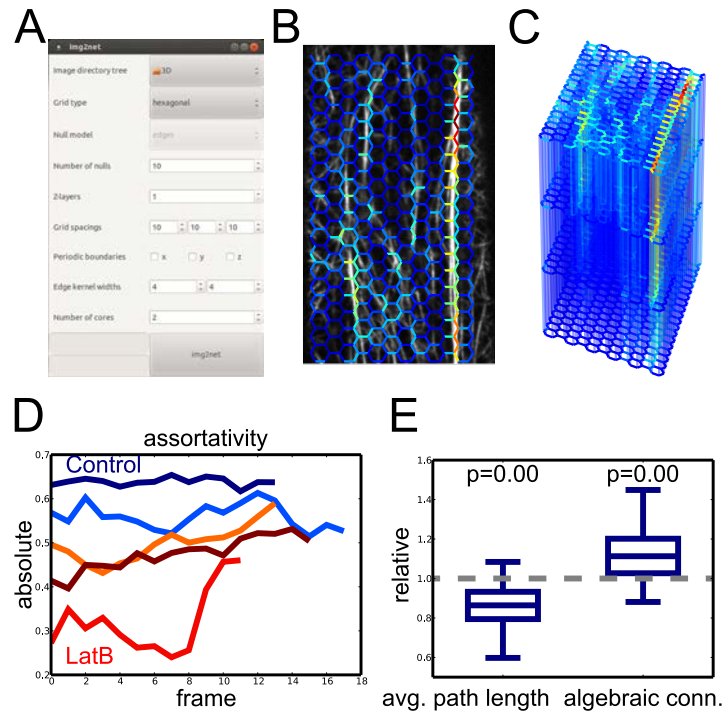 A
img2net
Image directory tree 3D
Grid type hexagonal
Null model edges
Number of nulls 10
Z-layers 1
Grid spacings 10 10 10
Periodic boundaries x y z
Edge kernel widths 4 4
Number of cores 2
img2net
B
C
D
assortativity
0.7
0.6
0.5
0.4
0.3
0.2
absolute
Control
LatB
0 2 4 6 8 10 12 14 16 18
frame
E
1.6
1.4
1.2
1.0
0.8
0.6
relative
p=0.00 p=0.00
avg. path length algebraic conn.